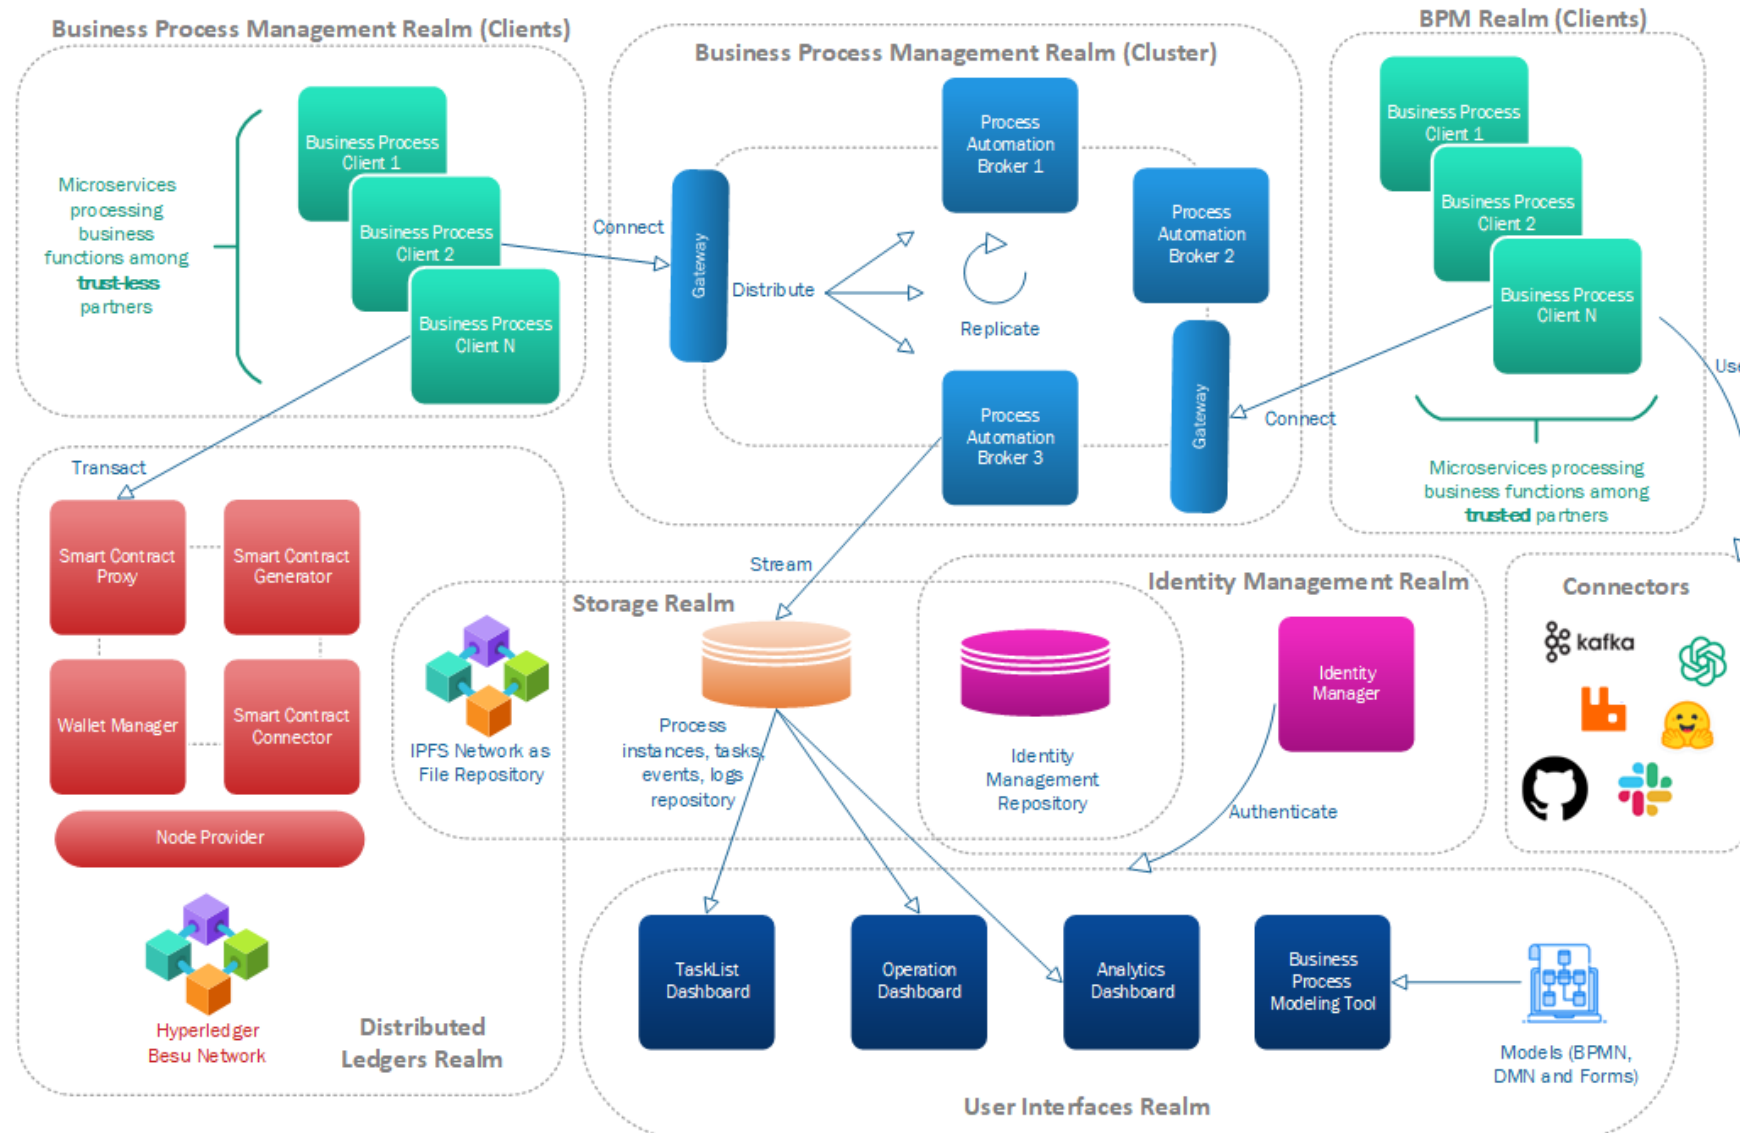 Business Process Management Realm (Clients)
Business Process
Client 1
Business Process
Client 2
Business Process
Client N
Microservices
processing
business
functions among
trust-less
partners
Connect
Transact
Business Process Management Realm (Cluster)
Gateway
Distribute
Replicate
Process
Automation
Broker 1
Process
Automation
Broker 2
Process
Automation
Broker 3
Gateway
Stream
BPM Realm (Clients)
Business Process
Client 1
Business Process
Client 2
Business Process
Client N
Connect
Use
Microservices processing
business functions among
trust-ed partners
Smart Contract
Proxy
Smart Contract
Generator
Wallet Manager
Smart Contract
Connector
Node Provider
Hyperledger
Besu Network
Distributed
Ledgers Realm
Storage Realm
IPFS Network as
File Repository
Process
instances, tasks,
events, logs
repository
Identity Management Realm
Identity
Management
Repository
Identity
Manager
Authenticate
Connectors
kafka
TaskList
Dashboard
Operation
Dashboard
Analytics
Dashboard
Business
Process
Modeling Tool
Models (BPMN,
DMN and Forms)
User Interfaces Realm